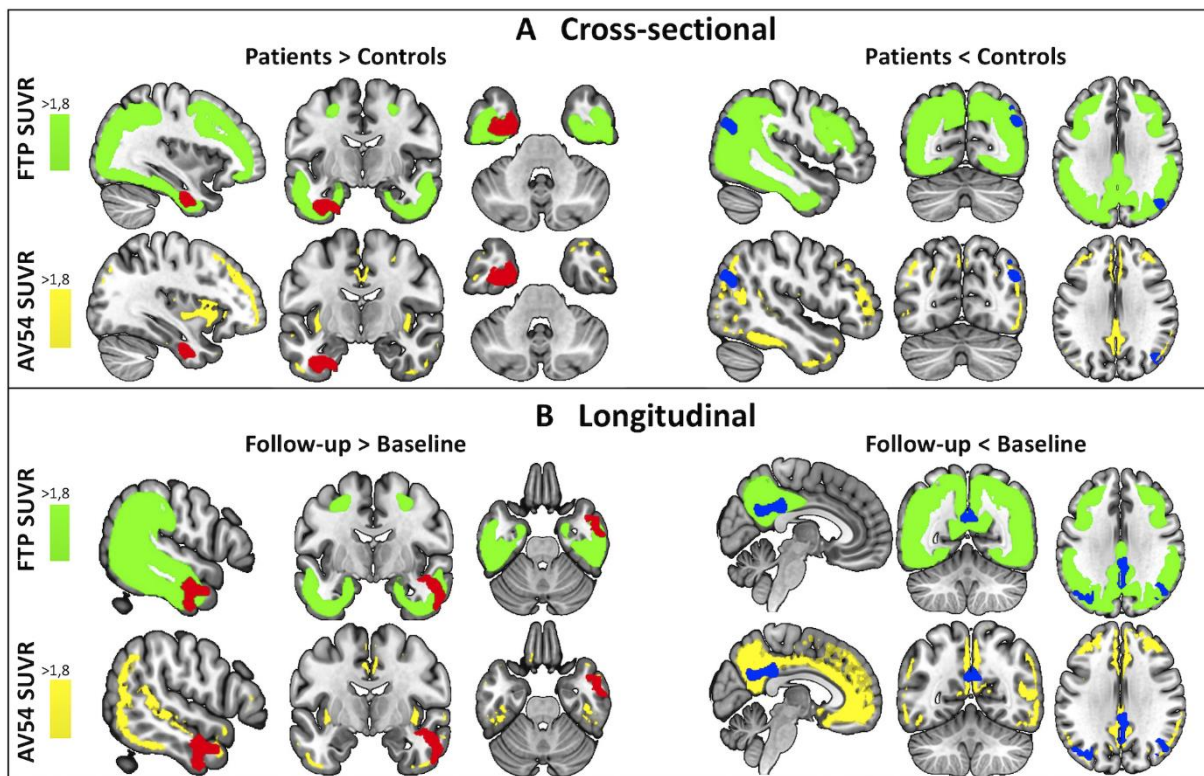 A Cross-sectional
Patients > Controls
Patients < Controls
FTP SUVR
>1,8
AV54 SUVR
>1,8
B Longitudinal
Follow-up > Baseline
Follow-up < Baseline
FTP SUVR
>1,8
AV54 SUVR
>1,8